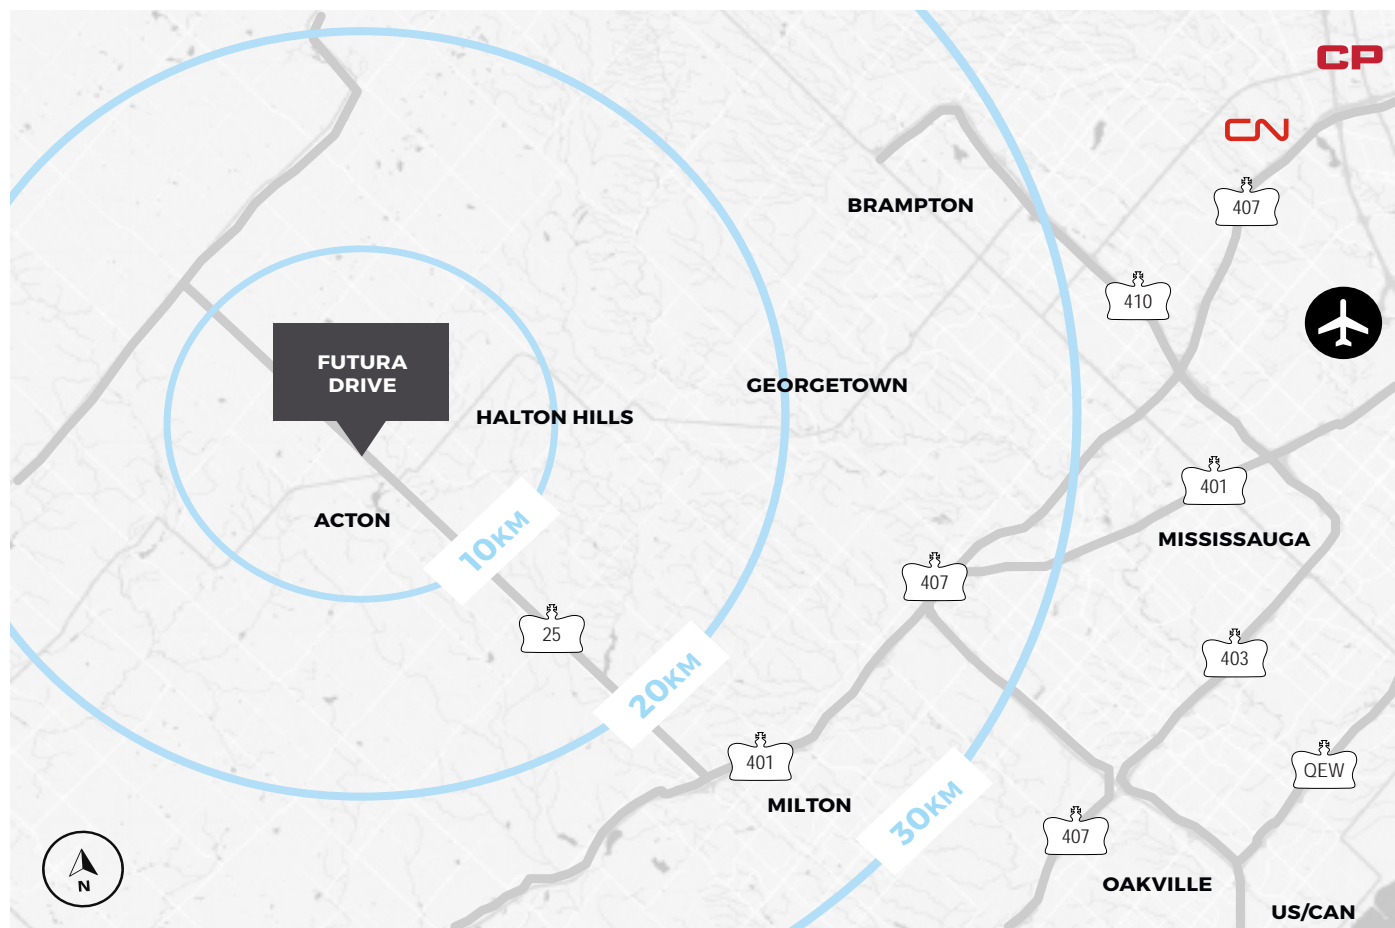 CP
CN
BRAMPTON
407
410
FUTURA
DRIVE
GEORGETOWN
HALTON HILLS
401
ACTON
10KM
MISSISSAUGA
407
25
403
20KM
401
QEW
MILTON
30KM
407
N
OAKVILLE
US/CAN